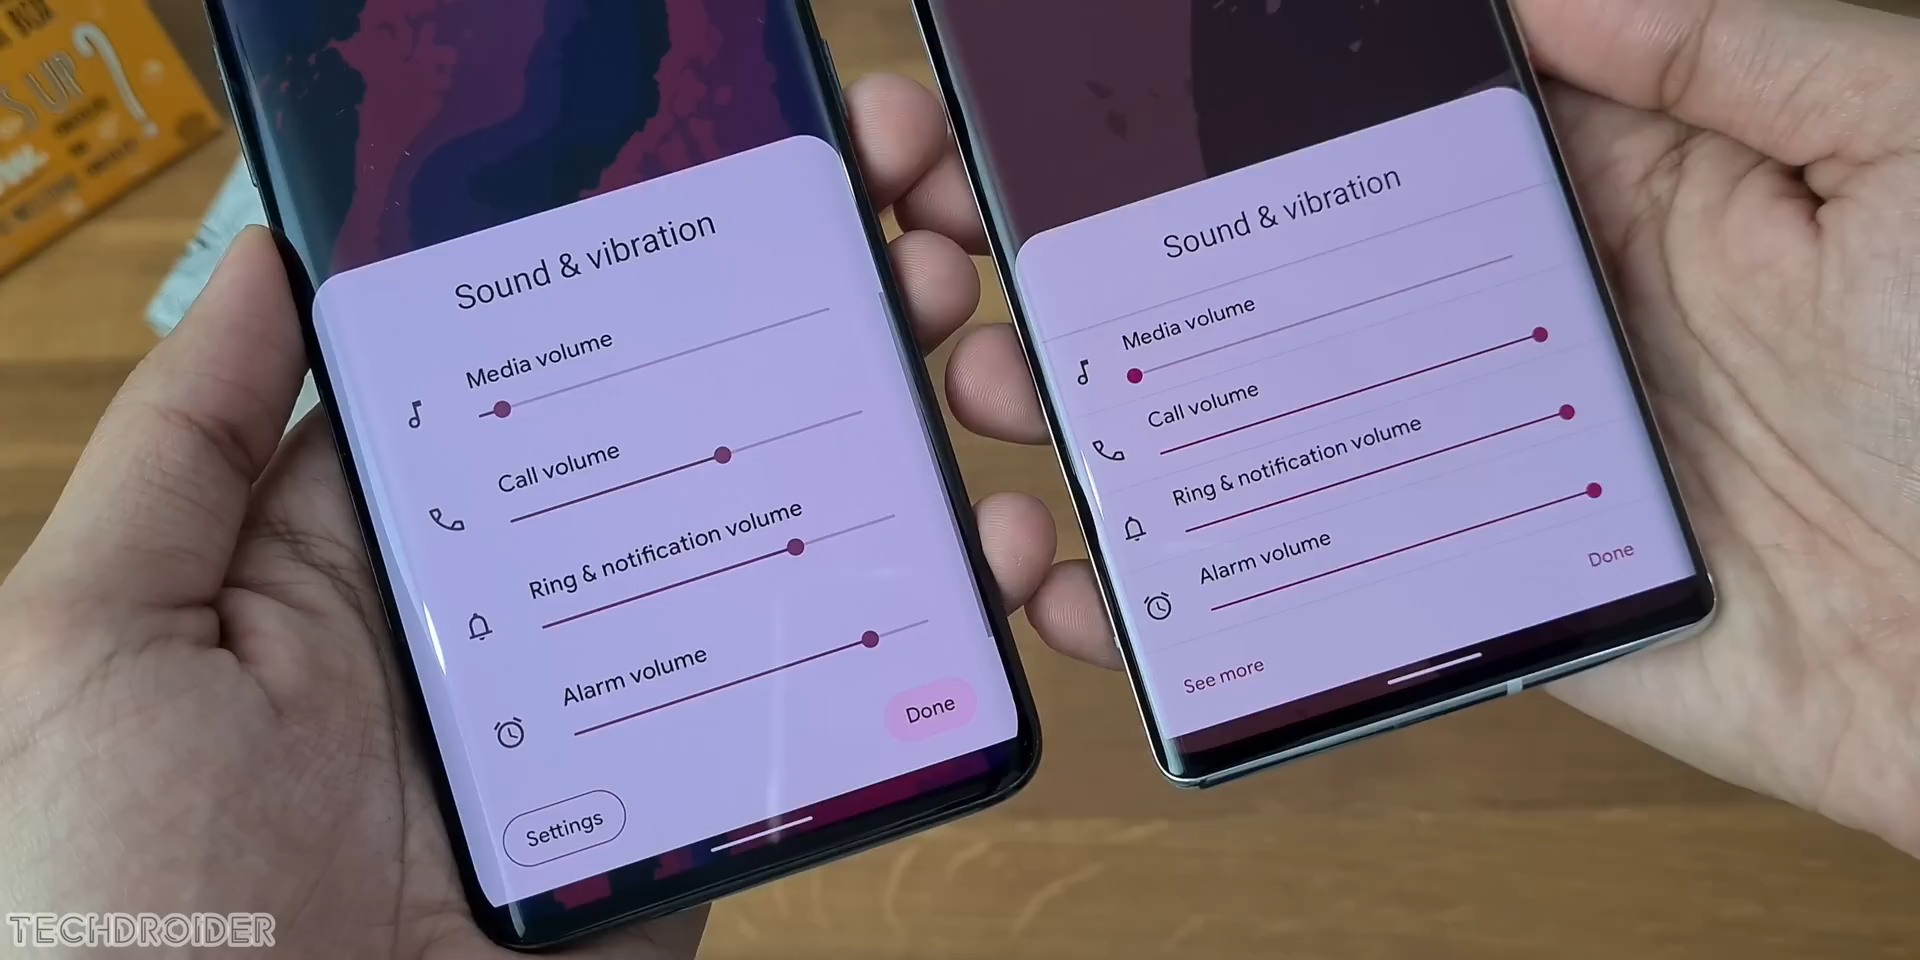 S UP?
Sound & vibration
Media volume
Call volume
Ring & notification volume
Alarm volume
Done
Settings
Sound & vibration
Media volume
Call volume
Ring & notification volume
Alarm volume
Done
See more
TECHDROIDER